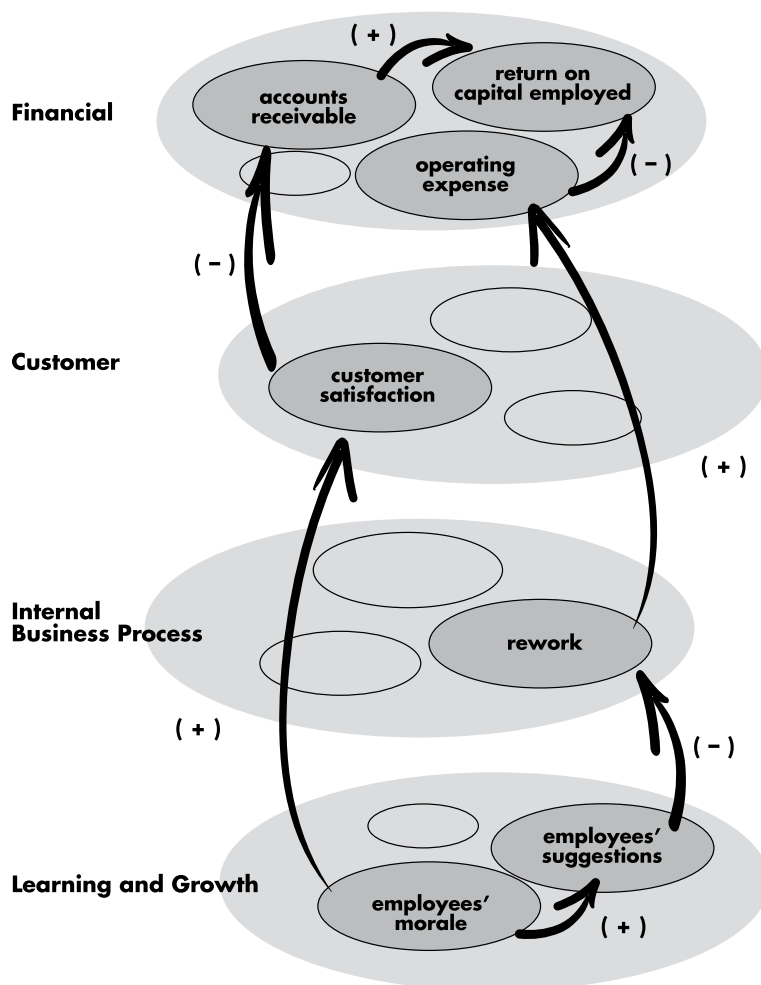 ( + )
Financial
accounts
receivable
return on
capital employed
operating
expense
( − )
( − )
Customer
customer
satisfaction
( + )
Internal
Business Process
rework
( + )
( − )
Learning and Growth
employees’
suggestions
employees’
morale
( + )